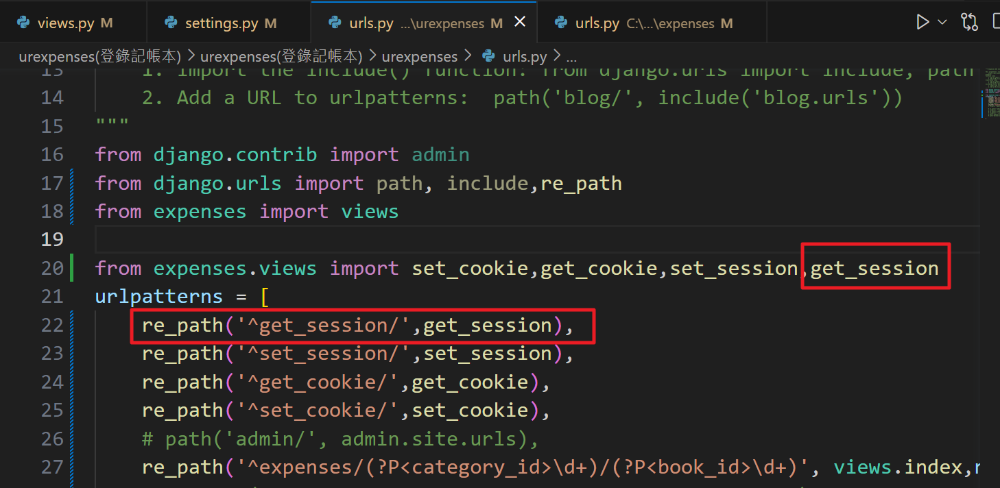 views.py M
settings.py M
urls.py ...\urexpenses M
urls.py C:\...\expenses M
urexpenses(登錄記帳本) > urexpenses(登錄記帳本) > urexpenses > urls.py > ...
13 1. Import the include() function: from django.urls import include, path
14 2. Add a URL to urlpatterns:  path('blog/', include('blog.urls'))
15 """
16 from django.contrib import admin
17 from django.urls import path, include,re_path
18 from expenses import views
19
20 from expenses.views import set_cookie,get_cookie,set_session,get_session
21 urlpatterns = [
22 re_path('^get_session/',get_session),
23 re_path('^set_session/',set_session),
24 re_path('^get_cookie/',get_cookie),
25 re_path('^set_cookie/',set_cookie),
26 # path('admin/', admin.site.urls),
27 re_path('^expenses/(?P<category_id>\d+)/(?P<book_id>\d+)', views.index,